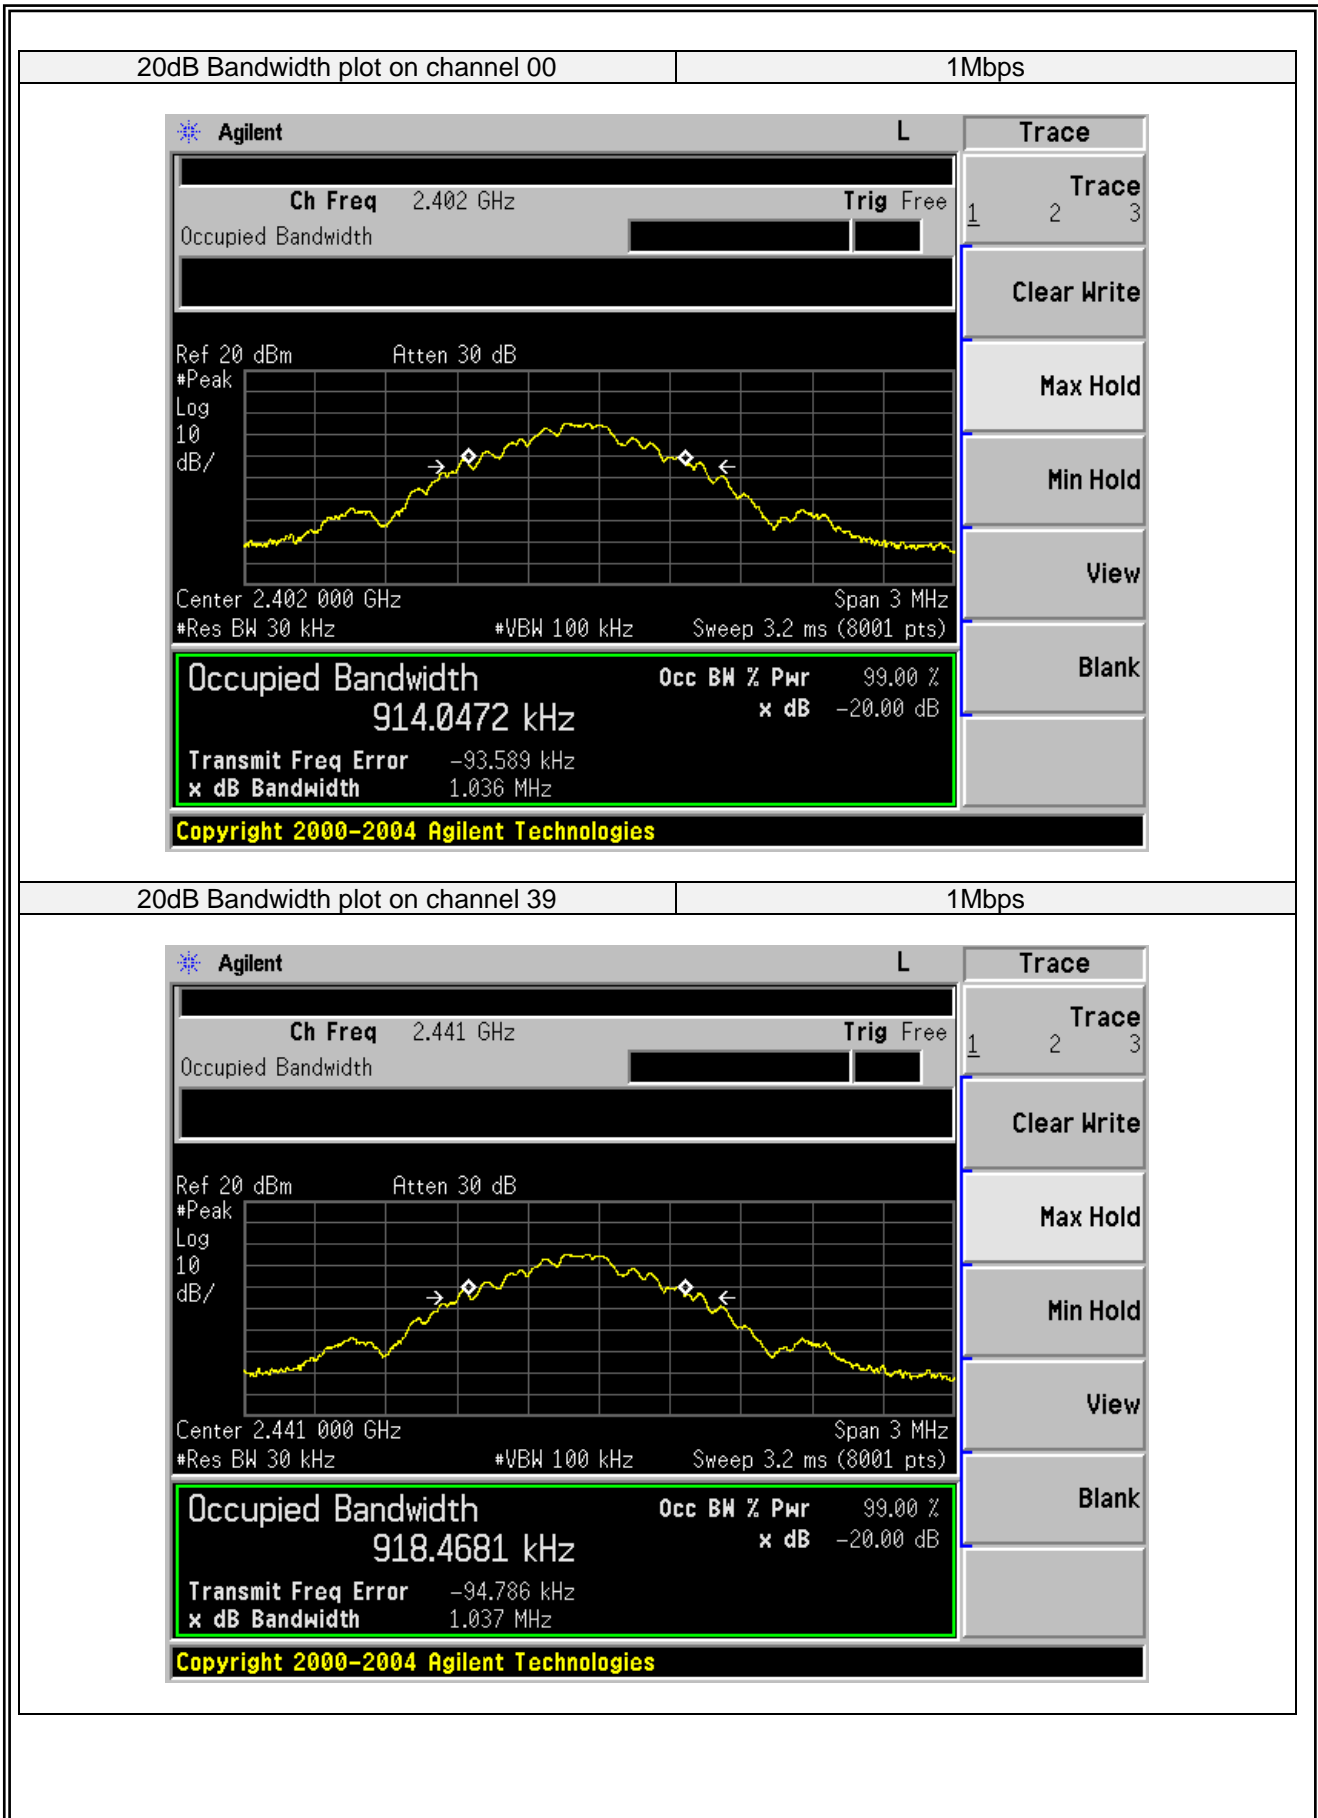 20dB Bandwidth plot on channel 00 1Mbps
Agilent L Trace
Ch Freq 2.402 GHz Trig Free
Trace
1 2 3
Occupied Bandwidth
Clear Write
Ref 20 dBm Atten 30 dB
#Peak
Log
10
dB/
Max Hold
Min Hold
View
Center 2.402 000 GHz Span 3 MHz
#Res BW 30 kHz #VBW 100 kHz Sweep 3.2 ms (8001 pts)
Blank
Occupied Bandwidth Occ BW % Pwr 99.00 %
914.0472 kHz x dB -20.00 dB
Transmit Freq Error -93.589 kHz
x dB Bandwidth 1.036 MHz
Copyright 2000-2004 Agilent Technologies
20dB Bandwidth plot on channel 39 1Mbps
Agilent L Trace
Ch Freq 2.441 GHz Trig Free
Trace
1 2 3
Occupied Bandwidth
Clear Write
Ref 20 dBm Atten 30 dB
#Peak
Log
10
dB/
Max Hold
Min Hold
View
Center 2.441 000 GHz Span 3 MHz
#Res BW 30 kHz #VBW 100 kHz Sweep 3.2 ms (8001 pts)
Blank
Occupied Bandwidth Occ BW % Pwr 99.00 %
918.4681 kHz x dB -20.00 dB
Transmit Freq Error -94.786 kHz
x dB Bandwidth 1.037 MHz
Copyright 2000-2004 Agilent Technologies